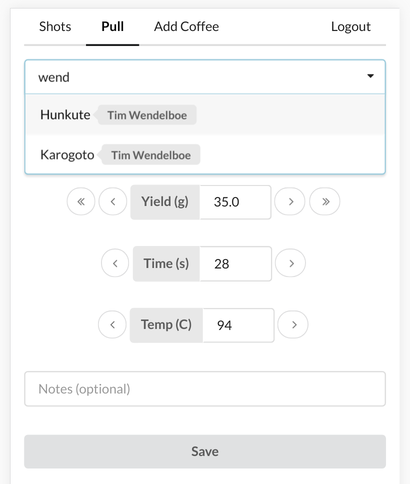 Shots Pull Add Coffee Logout
wend
Hunkute Tim Wendelboe
Karogoto Tim Wendelboe
« ‹ Yield (g) 35.0 › »
‹ Time (s) 28 ›
‹ Temp (C) 94 ›
Notes (optional)
Save